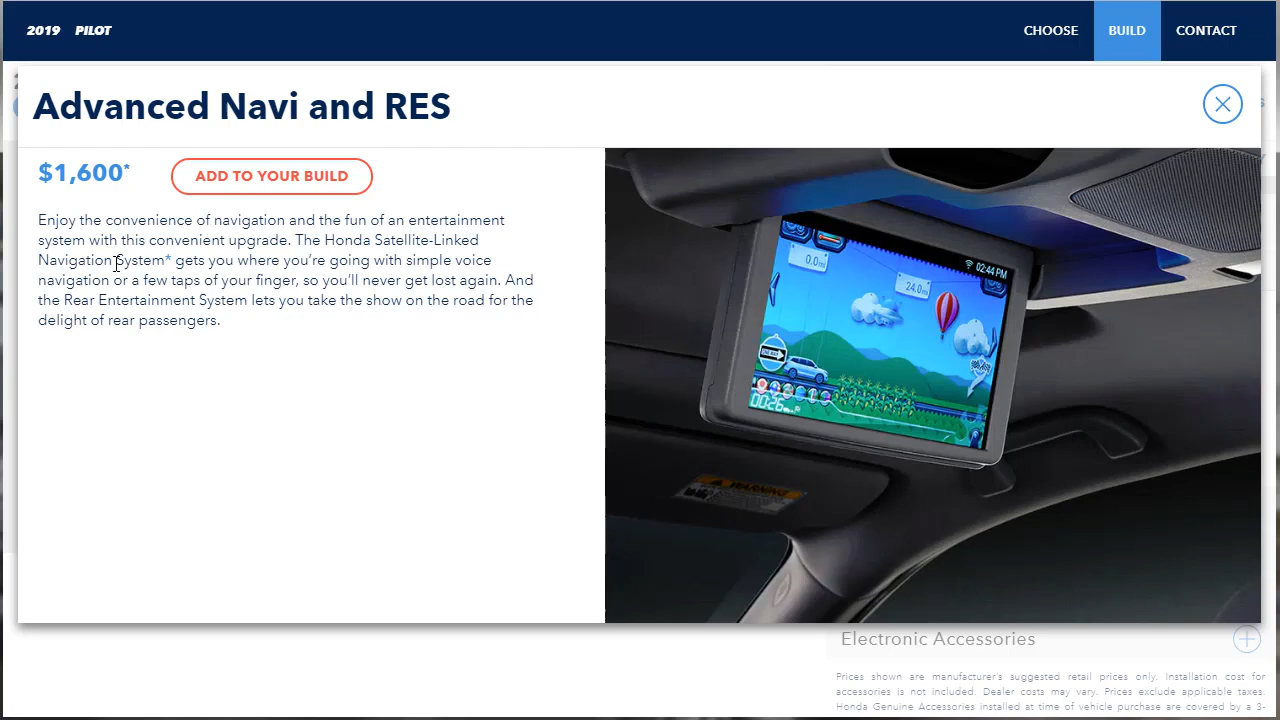 2019 PILOT
CHOOSE
BUILD
CONTACT
Advanced Navi and RES
$1,600*
ADD TO YOUR BUILD
Enjoy the convenience of navigation and the fun of an entertainment
system with this convenient upgrade. The Honda Satellite-Linked
Navigation System* gets you where you’re going with simple voice
navigation or a few taps of your finger, so you’ll never get lost again. And
the Rear Entertainment System lets you take the show on the road for the
delight of rear passengers.
02:44 PM
0.0mi
24.0mi
00:26
WARNING
Electronic Accessories
Prices shown are manufacturer's suggested retail prices only. Installation cost for
accessories is not included. Dealer costs may vary. Prices exclude applicable taxes.
Honda Genuine Accessories installed at time of vehicle purchase are covered by a 3-